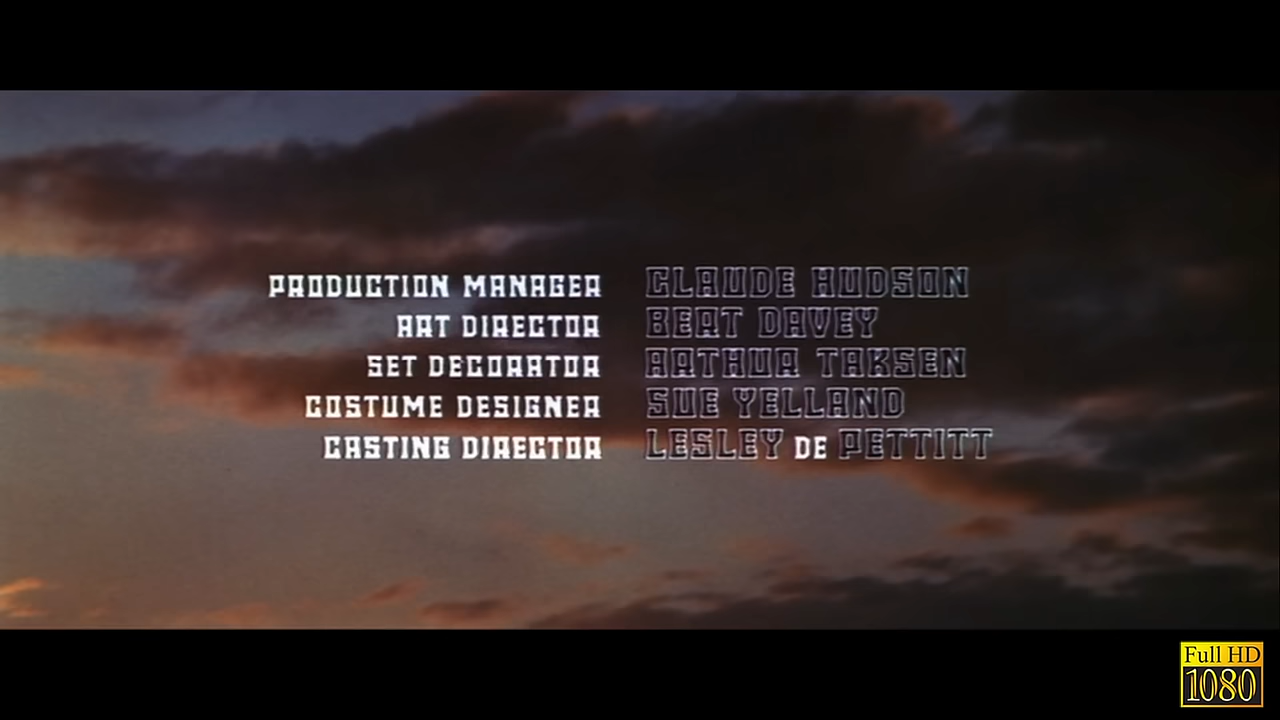 PRODUCTION MANAGER CLAUDE HUDSON
ART DIRECTOR BERT DAVEY
SET DECORATOR ARTHUR TAKSEN
COSTUME DESIGNER SUE YELLAND
CASTING DIRECTOR LESLEY DE PETTITT
Full HD
1080